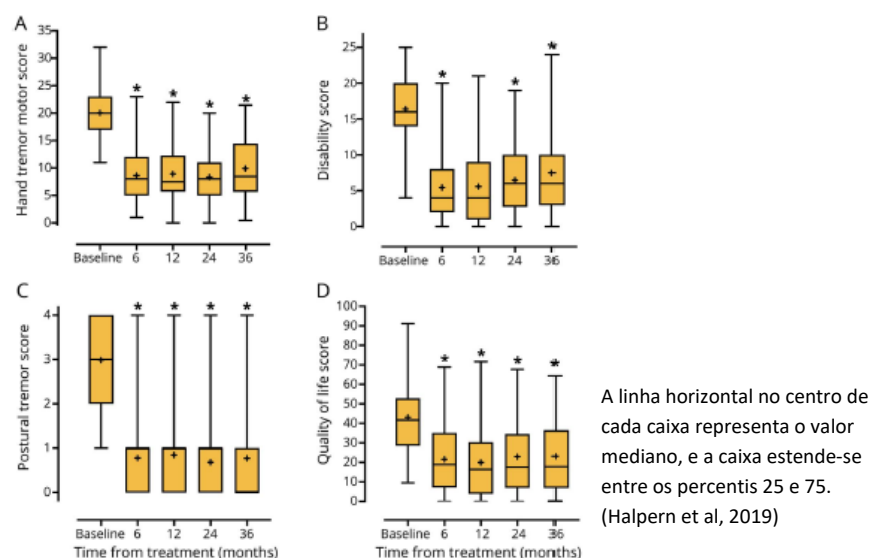 A
Hand tremor motor score
35
30
25
20
15
10
5
0
* * * *
Baseline 6 12 24 36
B
Disability score
25
20
15
10
5
0
* * *
Baseline 6 12 24 36
C
Postural tremor score
4
3
2
1
0
* * * *
Baseline 6 12 24 36
Time from treatment (months)
D
Quality of life score
100
90
80
70
60
50
40
30
20
10
0
* * * *
Baseline 6 12 24 36
Time from treatment (months)
A linha horizontal no centro de
cada caixa representa o valor
mediano, e a caixa estende-se
entre os percentis 25 e 75.
(Halpern et al, 2019)